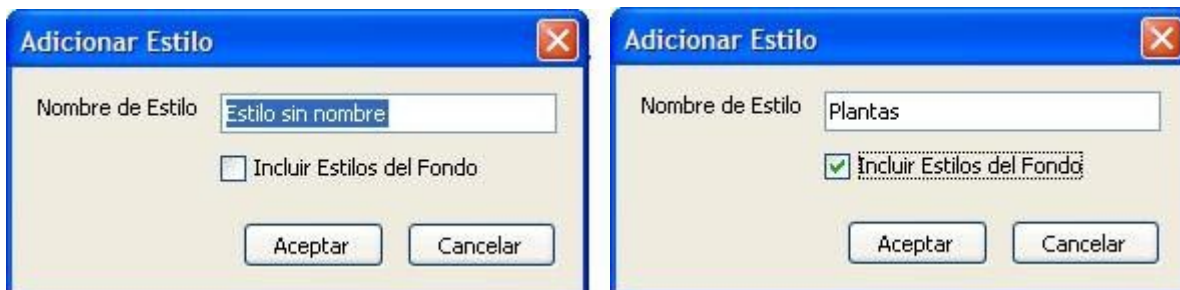 Adicionar Estilo
Nombre de Estilo Estilo sin nombre
Incluir Estilos del Fondo
Aceptar Cancelar
Adicionar Estilo
Nombre de Estilo Plantas
Incluir Estilos del Fondo
Aceptar Cancelar